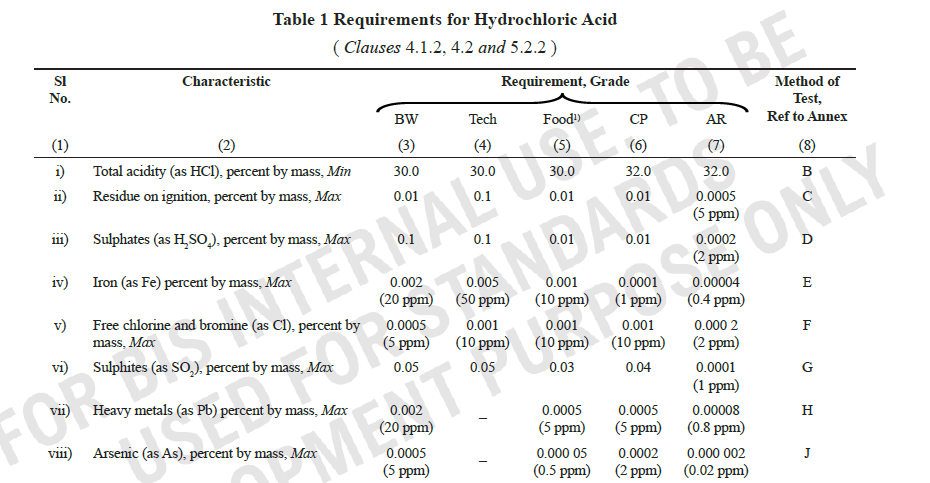 Table 1 Requirements for Hydrochloric Acid
( Clauses 4.1.2, 4.2 and 5.2.2 )
Sl No. Characteristic Requirement, Grade Method of Test, Ref to Annex
BW Tech Food¹⁾ CP AR
(1) (2) (3) (4) (5) (6) (7) (8)
i) Total acidity (as HCl), percent by mass, Min 30.0 30.0 30.0 32.0 32.0 B
ii) Residue on ignition, percent by mass, Max 0.01 0.1 0.01 0.01 0.0005 C
(5 ppm)
iii) Sulphates (as H₂SO₄), percent by mass, Max 0.1 0.1 0.01 0.01 0.0002 D
(2 ppm)
iv) Iron (as Fe) percent by mass, Max 0.002 0.005 0.001 0.0001 0.00004 E
(20 ppm) (50 ppm) (10 ppm) (1 ppm) (0.4 ppm)
v) Free chlorine and bromine (as Cl), percent by 0.0005 0.001 0.001 0.001 0.000 2 F
mass, Max (5 ppm) (10 ppm) (10 ppm) (10 ppm) (2 ppm)
vi) Sulphites (as SO₂), percent by mass, Max 0.05 0.05 0.03 0.04 0.0001 G
(1 ppm)
vii) Heavy metals (as Pb) percent by mass, Max 0.002 – 0.0005 0.0005 0.00008 H
(20 ppm) (5 ppm) (5 ppm) (0.8 ppm)
viii) Arsenic (as As), percent by mass, Max 0.0005 – 0.000 05 0.0002 0.000 002 J
(5 ppm) (0.5 ppm) (2 ppm) (0.02 ppm)
FOR BIS INTERNAL USE, TO BE
USED FOR STANDARDS
OPMENT PURPOSE ONLY